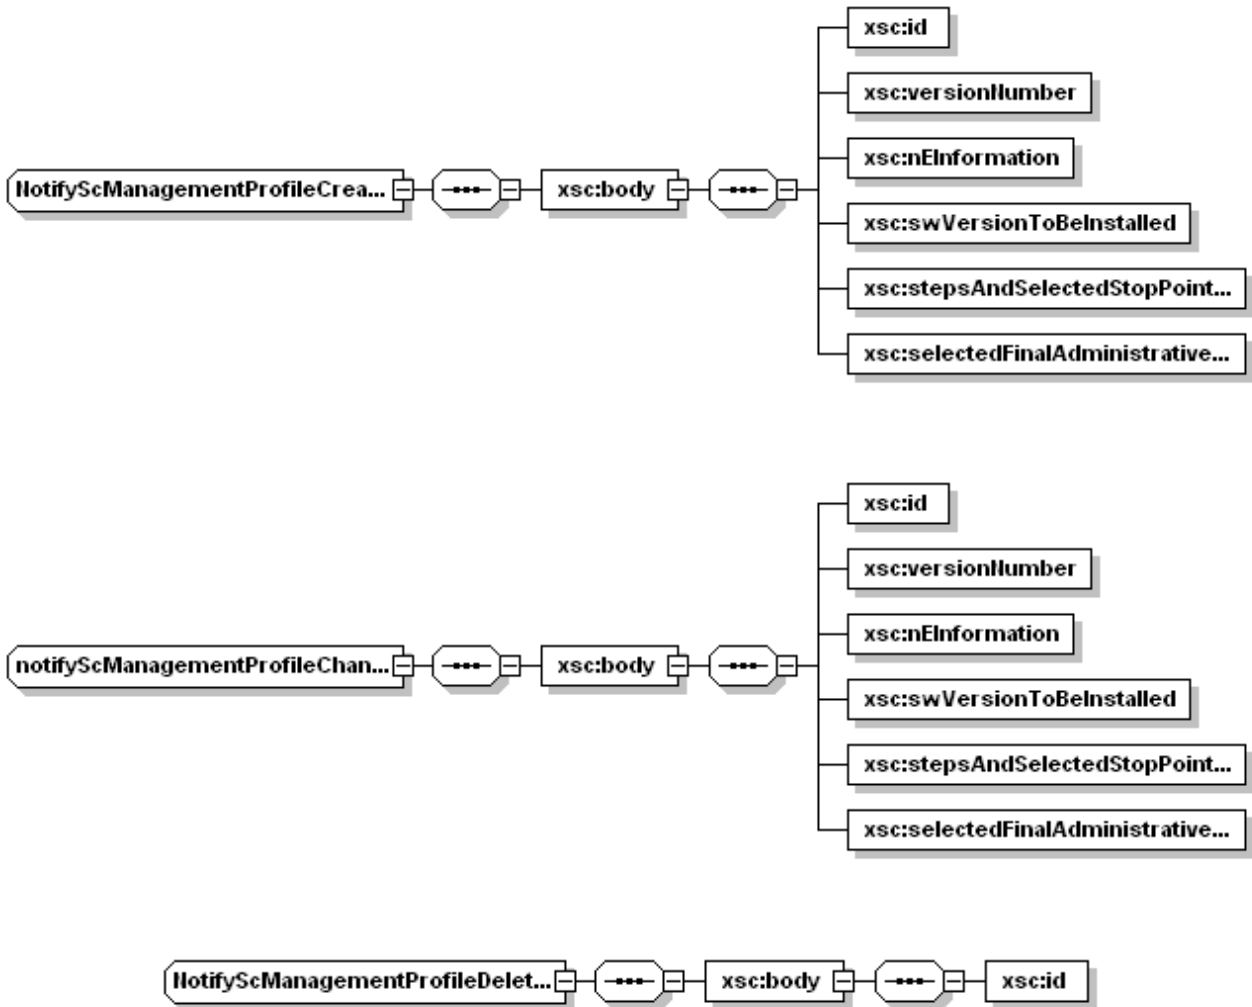 xsc:id
xsc:versionNumber
xsc:nEInformation
NotifyScManagementProfileCrea...
xsc:body
xsc:swVersionToBeInstalled
xsc:stepsAndSelectedStopPoint...
xsc:selectedFinalAdministrative...
xsc:id
xsc:versionNumber
xsc:nEInformation
notifyScManagementProfileChan...
xsc:body
xsc:swVersionToBeInstalled
xsc:stepsAndSelectedStopPoint...
xsc:selectedFinalAdministrative...
NotifyScManagementProfileDelet...
xsc:body
xsc:id